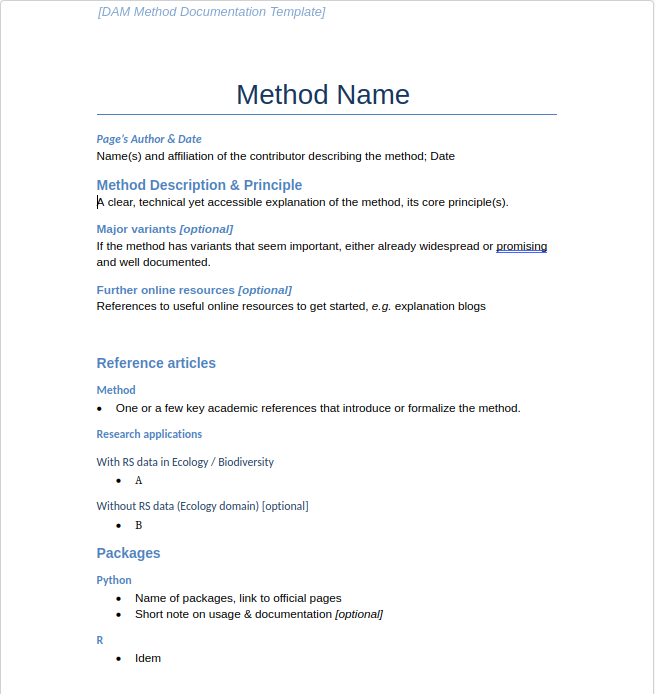 [DAM Method Documentation Template]
Method Name
Page's Author & Date
Name(s) and affiliation of the contributor describing the method; Date
Method Description & Principle
A clear, technical yet accessible explanation of the method, its core principle(s).
Major variants [optional]
If the method has variants that seem important, either already widespread or promising
and well documented.
Further online resources [optional]
References to useful online resources to get started, e.g. explanation blogs
Reference articles
Method
• One or a few key academic references that introduce or formalize the method.
Research applications
With RS data in Ecology / Biodiversity
• A
Without RS data (Ecology domain) [optional]
• B
Packages
Python
• Name of packages, link to official pages
• Short note on usage & documentation [optional]
R
• Idem